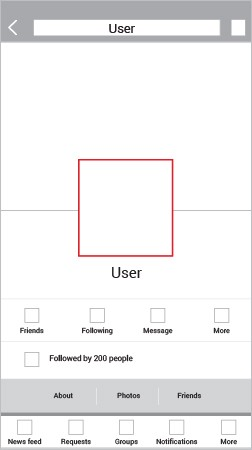 User
User
Friends Following Message More
Followed by 200 people
About Photos Friends
News feed Requests Groups Notifications More